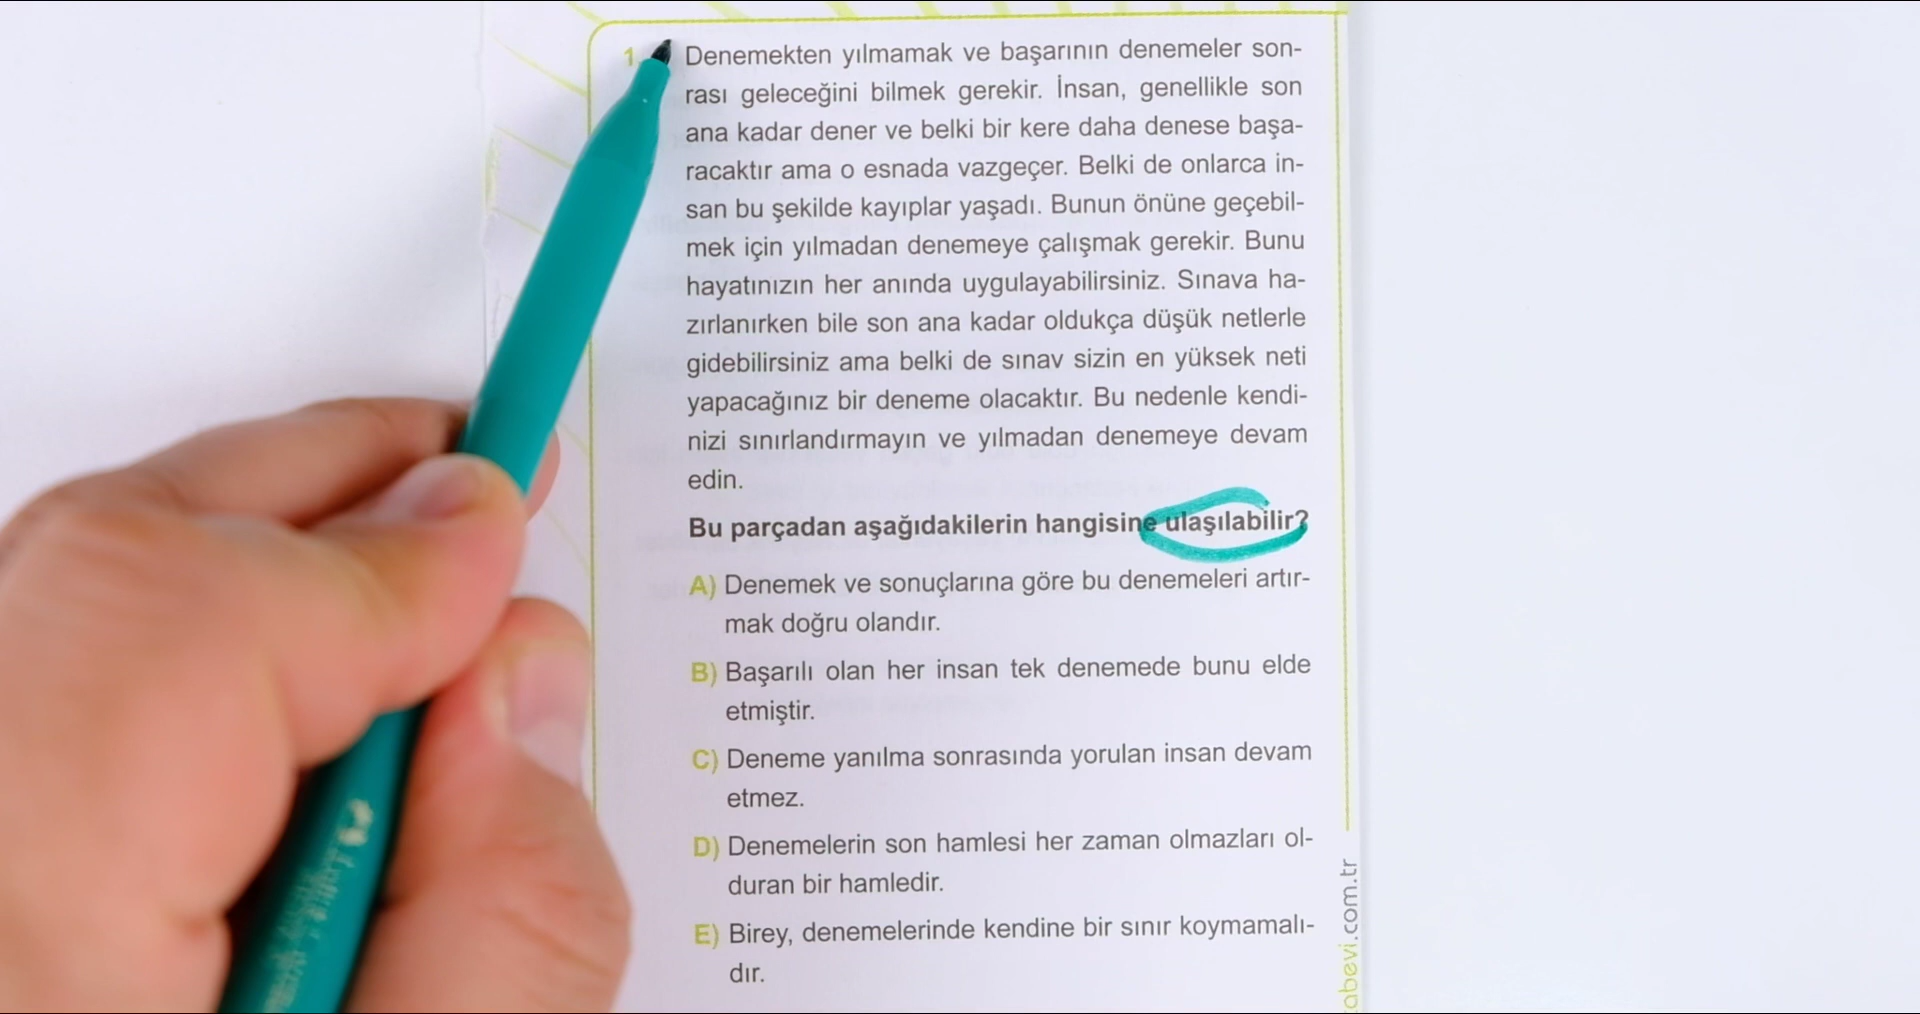 1. Denemekten yılmamak ve başarının denemeler son-
rası geleceğini bilmek gerekir. İnsan, genellikle son
ana kadar dener ve belki bir kere daha denese başa-
racaktır ama o esnada vazgeçer. Belki de onlarca in-
san bu şekilde kayıplar yaşadı. Bunun önüne geçebil-
mek için yılmadan denemeye çalışmak gerekir. Bunu
hayatınızın her anında uygulayabilirsiniz. Sınava ha-
zırlanırken bile son ana kadar oldukça düşük netlerle
gidebilirsiniz ama belki de sınav sizin en yüksek neti
yapacağınız bir deneme olacaktır. Bu nedenle kendi-
nizi sınırlandırmayın ve yılmadan denemeye devam
edin.
Bu parçadan aşağıdakilerin hangisine ulaşılabilir?
A) Denemek ve sonuçlarına göre bu denemeleri artır-
mak doğru olandır.
B) Başarılı olan her insan tek denemede bunu elde
etmiştir.
C) Deneme yanılma sonrasında yorulan insan devam
etmez.
D) Denemelerin son hamlesi her zaman olmazları ol-
duran bir hamledir.
E) Birey, denemelerinde kendine bir sınır koymamalı-
dır.
abevi.com.tr